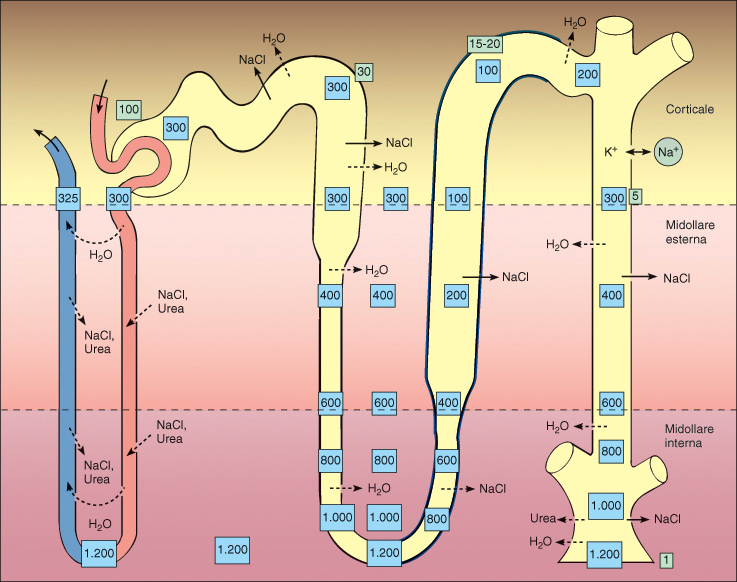 H₂O
15-20
H₂O
NaCl
30
100
200
300
100
300
Corticale
NaCl
K⁺
Na⁺
H₂O
325
300
300
300
100
300
5
Midollare
esterna
H₂O
H₂O
H₂O
NaCl
NaCl
NaCl,
Urea
400
400
200
400
NaCl,
Urea
600
600
400
600
NaCl,
Urea
H₂O
Midollare
interna
800
800
800
600
NaCl,
Urea
H₂O
NaCl
1.000
1.000
800
1.000
H₂O
Urea
NaCl
H₂O
1.200
1.200
1.200
1.200
1